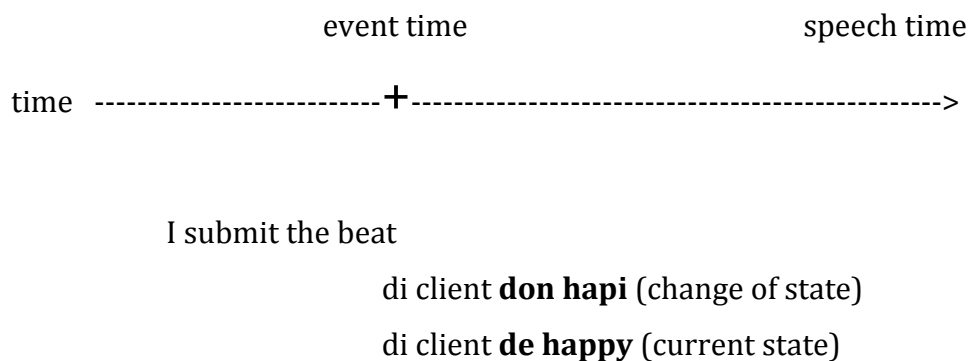 event time speech time
time ---------------------------+--------------------------------------------------->
I submit the beat
di client don hapi (change of state)
di client de happy (current state)